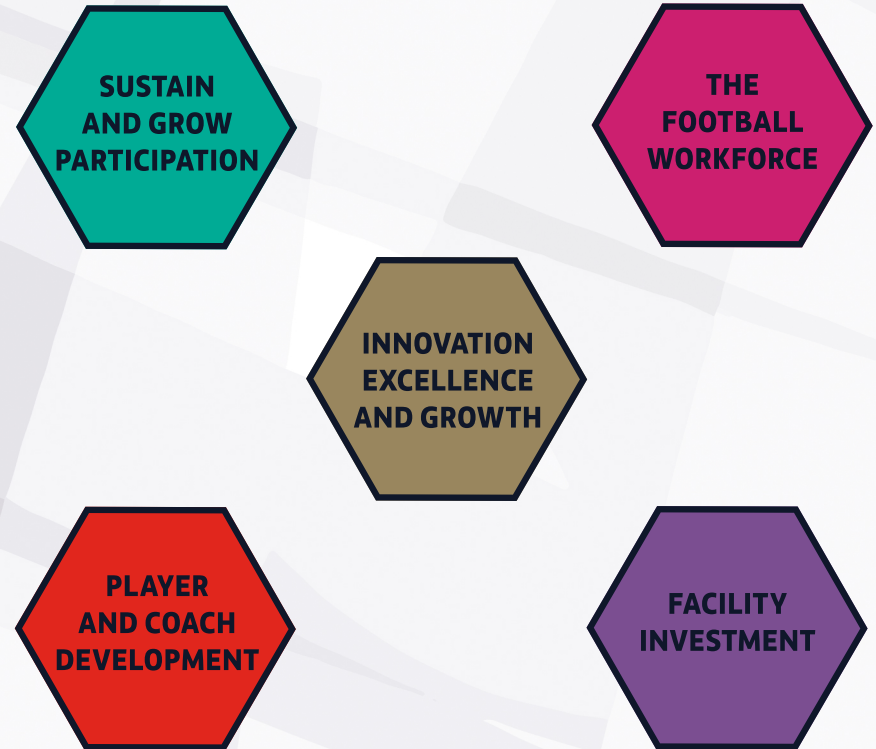 SUSTAIN
AND GROW
PARTICIPATION
THE
FOOTBALL
WORKFORCE
INNOVATION
EXCELLENCE
AND GROWTH
PLAYER
AND COACH
DEVELOPMENT
FACILITY
INVESTMENT